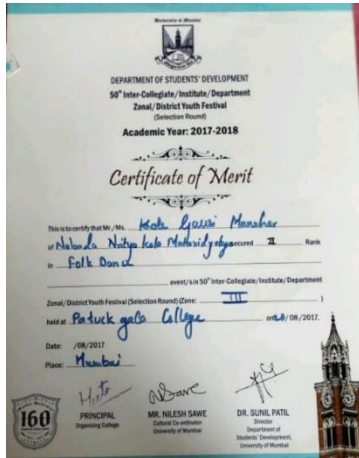 University of Mumbai
DEPARTMENT OF STUDENTS' DEVELOPMENT
50th Inter-Collegiate/Institute/Department
Zonal/District Youth Festival
(Selection Round)
Academic Year: 2017-2018
Certificate of Merit
This is to certify that Mr./Ms. Kole Gauri Manohar
of Nalanda Nritya Kala Mahavidyalaya secured II Rank
in Folk Dance
event/s in 50th Inter-Collegiate/Institute/Department
Zonal/District Youth Festival (Selection Round) (Zone: III )
held at Patuck gala College on /08/2017.
Date: /08/2017
Place: Mumbai
160
PRINCIPAL
Organising College
MR. NILESH SAWE
Cultural Co-ordinator
University of Mumbai
DR. SUNIL PATIL
Director
Department of
Students' Development,
University of Mumbai